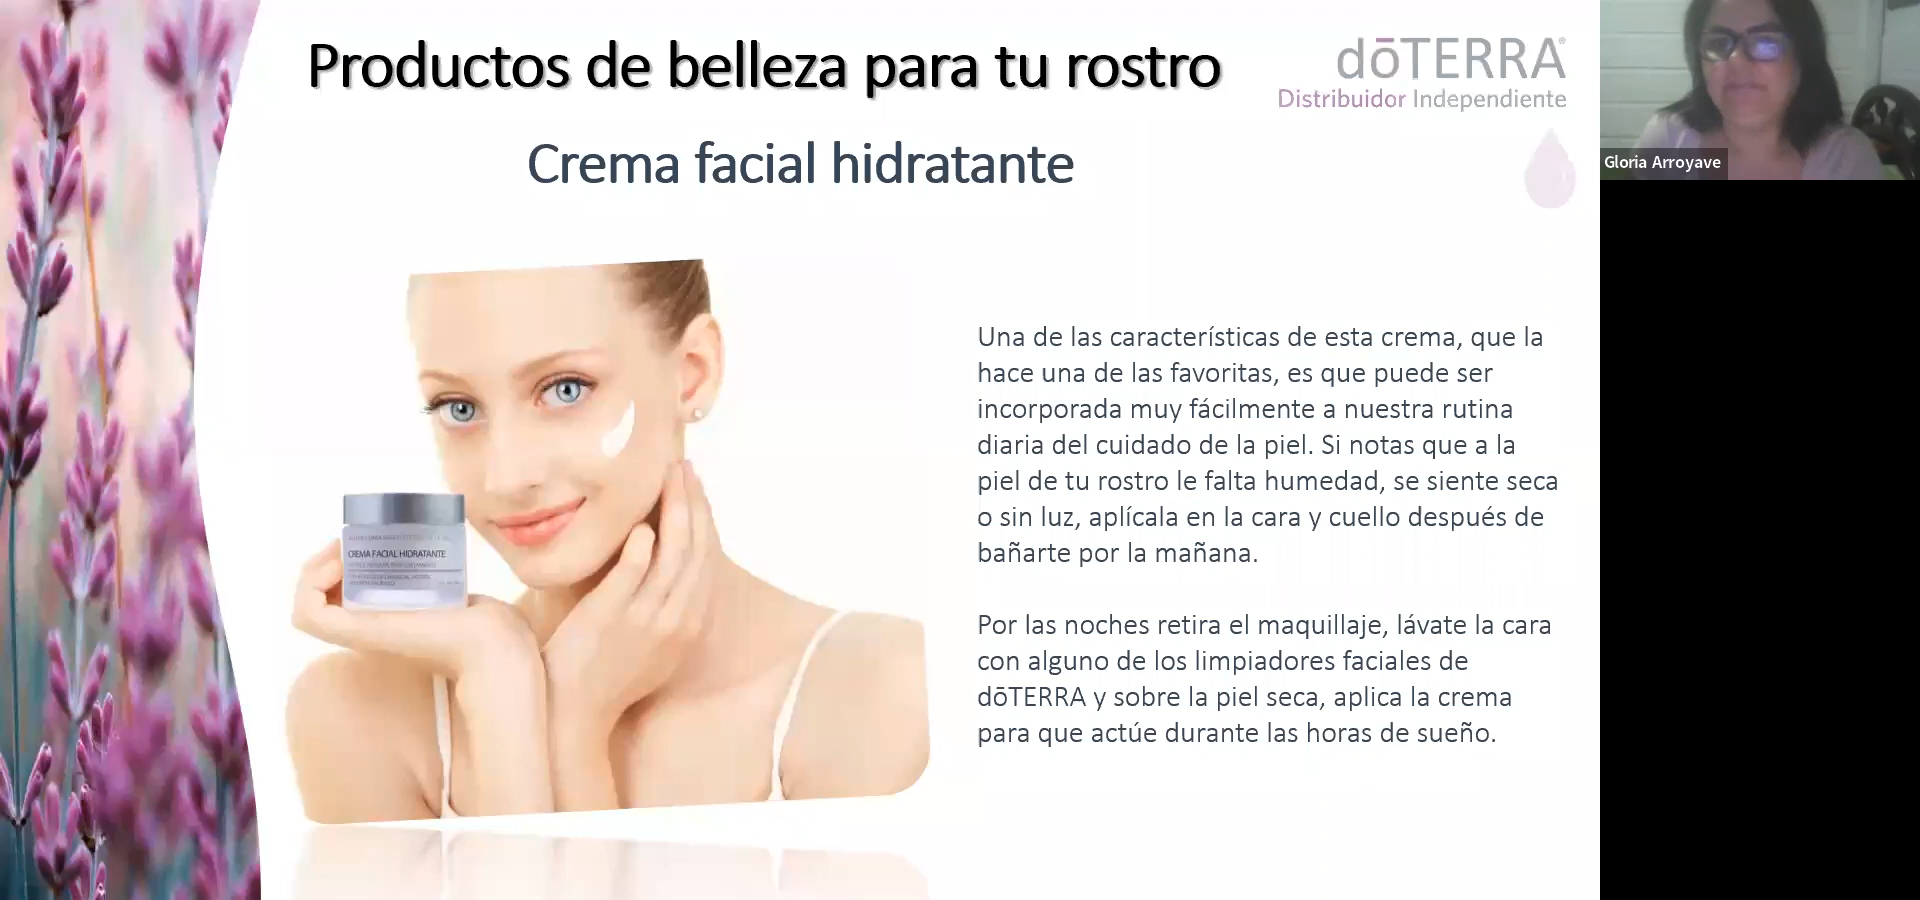 Productos de belleza para tu rostro
dōTERRA®
Distribuidor Independiente
Crema facial hidratante
Gloria Arroyave
CREMA FACIAL HIDRATANTE
Una de las características de esta crema, que la
hace una de las favoritas, es que puede ser
incorporada muy fácilmente a nuestra rutina
diaria del cuidado de la piel. Si notas que a la
piel de tu rostro le falta humedad, se siente seca
o sin luz, aplícala en la cara y cuello después de
bañarte por la mañana.
Por las noches retira el maquillaje, lávate la cara
con alguno de los limpiadores faciales de
dōTERRA y sobre la piel seca, aplica la crema
para que actúe durante las horas de sueño.